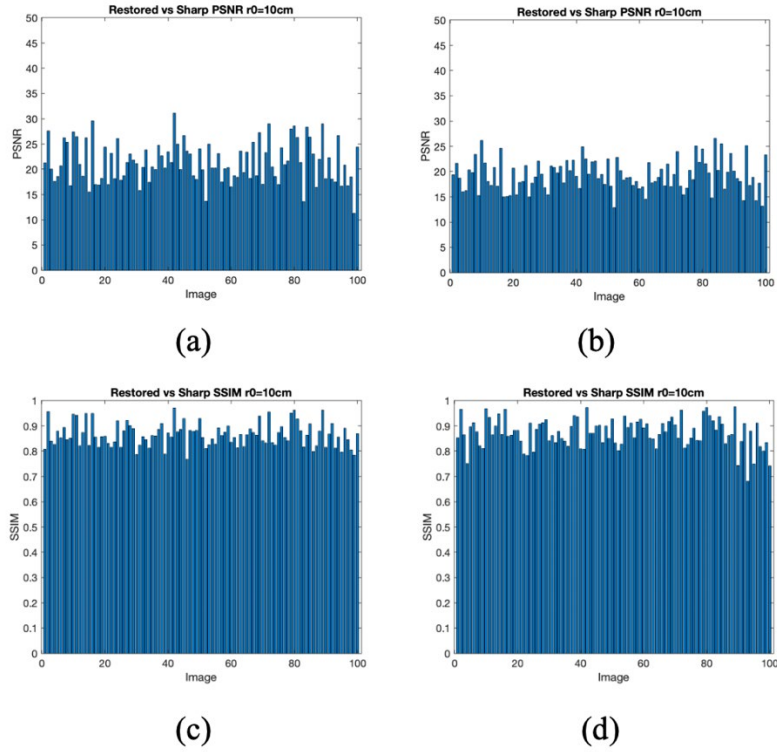 Restored vs Sharp PSNR r0=10cm
50
45
40
35
30
25
20
15
10
5
0
PSNR
0 20 40 60 80 100
Image
(a)
Restored vs Sharp PSNR r0=10cm
50
45
40
35
30
25
20
15
10
5
0
PSNR
0 20 40 60 80 100
Image
(b)
Restored vs Sharp SSIM r0=10cm
1
0.9
0.8
0.7
0.6
0.5
0.4
0.3
0.2
0.1
0
SSIM
0 20 40 60 80 100
Image
(c)
Restored vs Sharp SSIM r0=10cm
1
0.9
0.8
0.7
0.6
0.5
0.4
0.3
0.2
0.1
0
SSIM
0 20 40 60 80 100
Image
(d)